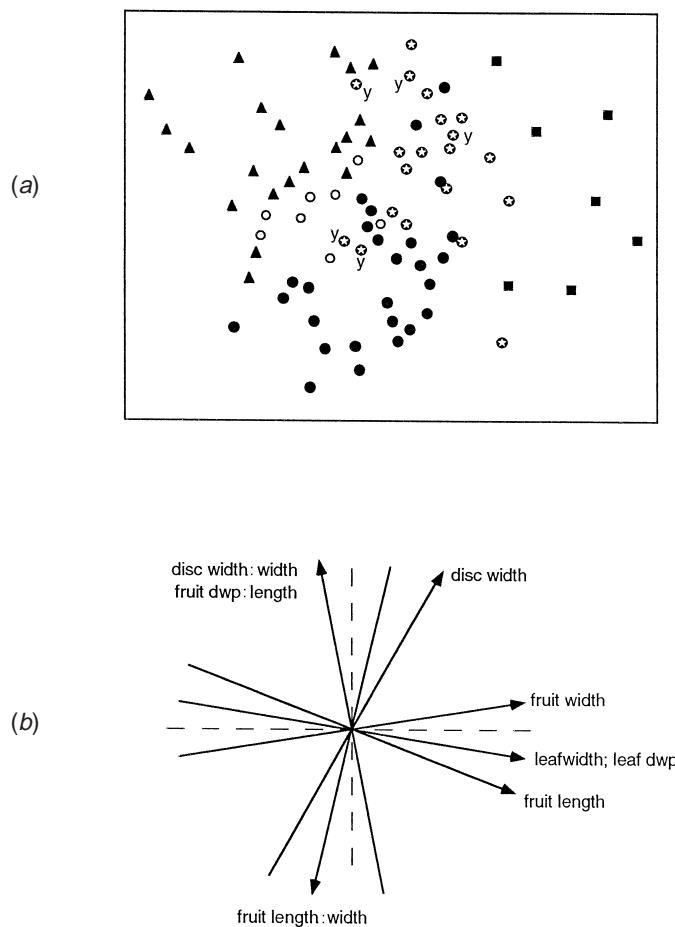 (a)
y
y
y
y
y
(b)
disc width: width
fruit dwp: length
disc width
fruit width
leafwidth; leaf dwp
fruit length
fruit length: width